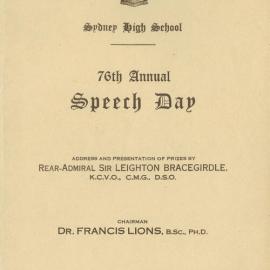 Sydney High School
76th Annual
Speech Day
ADDRESS AND PRESENTATION OF PRIZES BY
REAR-ADMIRAL SIR LEIGHTON BRACEGIRDLE,
K.C.V.O., C.M.G., D.S.O.
CHAIRMAN
DR. FRANCIS LIONS, B.SC., PH.D.